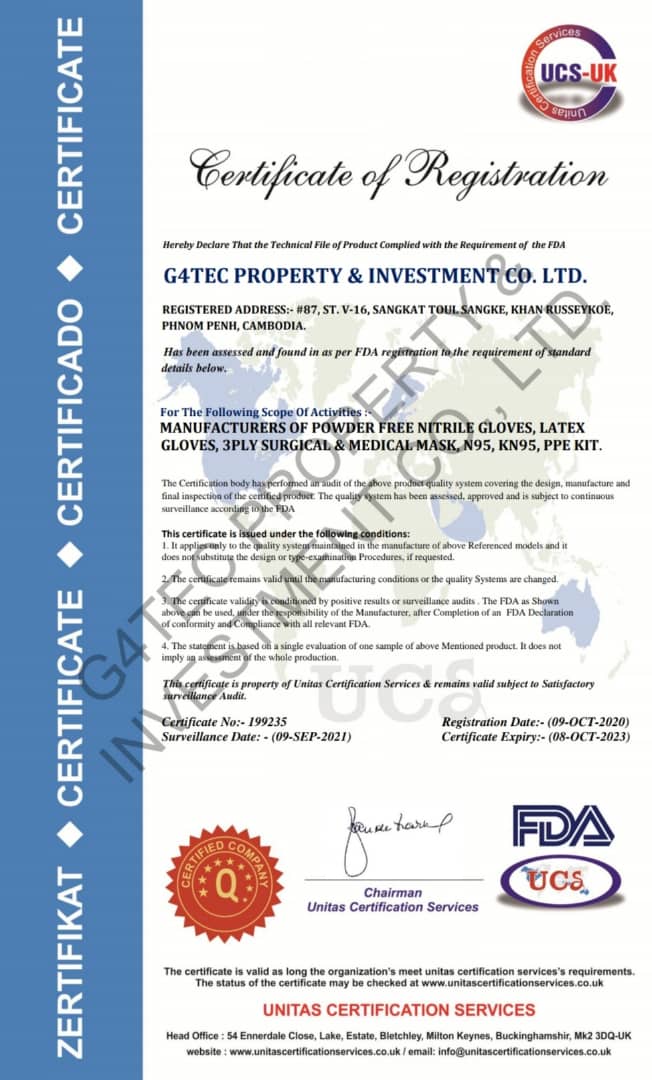 Certification Services
UCS-UK
Unitas
Certificate of Registration
Hereby Declare That the Technical File of Product Complied with the Requirement of the FDA
G4TEC PROPERTY & INVESTMENT CO. LTD.
REGISTERED ADDRESS:- #87, ST. V-16, SANGKAT TOUL SANGKE, KHAN RUSSEYKOE,
PHNOM PENH, CAMBODIA.
Has been assessed and found in as per FDA registration to the requirement of standard
details below.
For The Following Scope Of Activities :-
MANUFACTURERS OF POWDER FREE NITRILE GLOVES, LATEX
GLOVES, 3PLY SURGICAL & MEDICAL MASK, N95, KN95, PPE KIT.
The Certification body has performed an audit of the above product quality system covering the design, manufacture and
final inspection of the certified product. The quality system has been assessed, approved and is subject to continuous
surveillance according to the FDA
This certificate is issued under the following conditions:
1. It applies only to the quality system maintained in the manufacture of above Referenced models and it
does not substitute the design or type-examination Procedures, if requested.
2. The certificate remains valid until the manufacturing conditions or the quality Systems are changed.
3. The certificate validity is conditioned by positive results or surveillance audits . The FDA as Shown
above can be used, under the responsibility of the Manufacturer, after Completion of an FDA Declaration
of conformity and Compliance with all relevant FDA.
4. The statement is based on a single evaluation of one sample of above Mentioned product. It does not
imply an assessment of the whole production.
This certificate is property of Unitas Certification Services & remains valid subject to Satisfactory
surveillance Audit.
Certificate No:- 199235
Registration Date:- (09-OCT-2020)
Surveillance Date: - (09-SEP-2021)
Certificate Expiry:- (08-OCT-2023)
G4TEC PROPERTY &
INVESTMENT CO., LTD.
UCS
CERTIFIED COMPANY
Q
Chairman
Unitas Certification Services
FDA
UCS
The certificate is valid as long the organization's meet unitas certification services's requirements.
The status of the certificate may be checked at www.unitascertificationservices.co.uk
UNITAS CERTIFICATION SERVICES
Head Office : 54 Ennerdale Close, Lake, Estate, Bletchley, Milton Keynes, Buckinghamshir, Mk2 3DQ-UK
website : www.unitascertificationservices.co.uk / email: info@unitascertificationservices.co.uk
ZERTIFIKAT ◆ CERTIFICATE ◆ CERTIFICADO ◆ CERTIFICATE